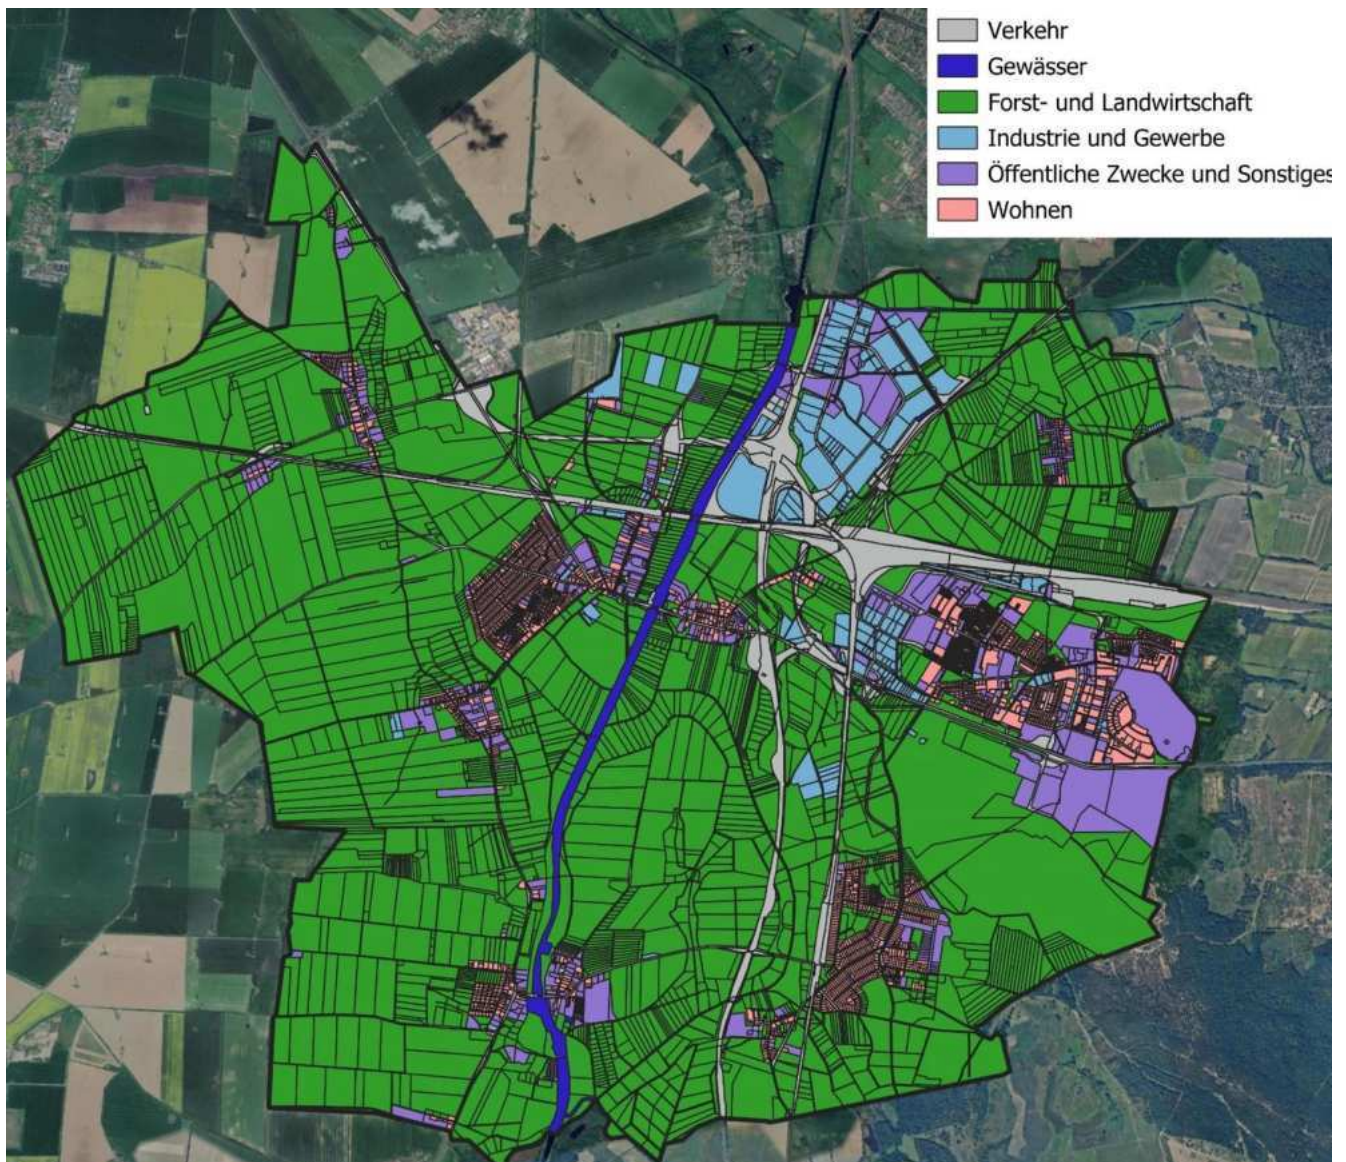 Verkehr
Gewässer
Forst- und Landwirtschaft
Industrie und Gewerbe
Öffentliche Zwecke und Sonstiges
Wohnen